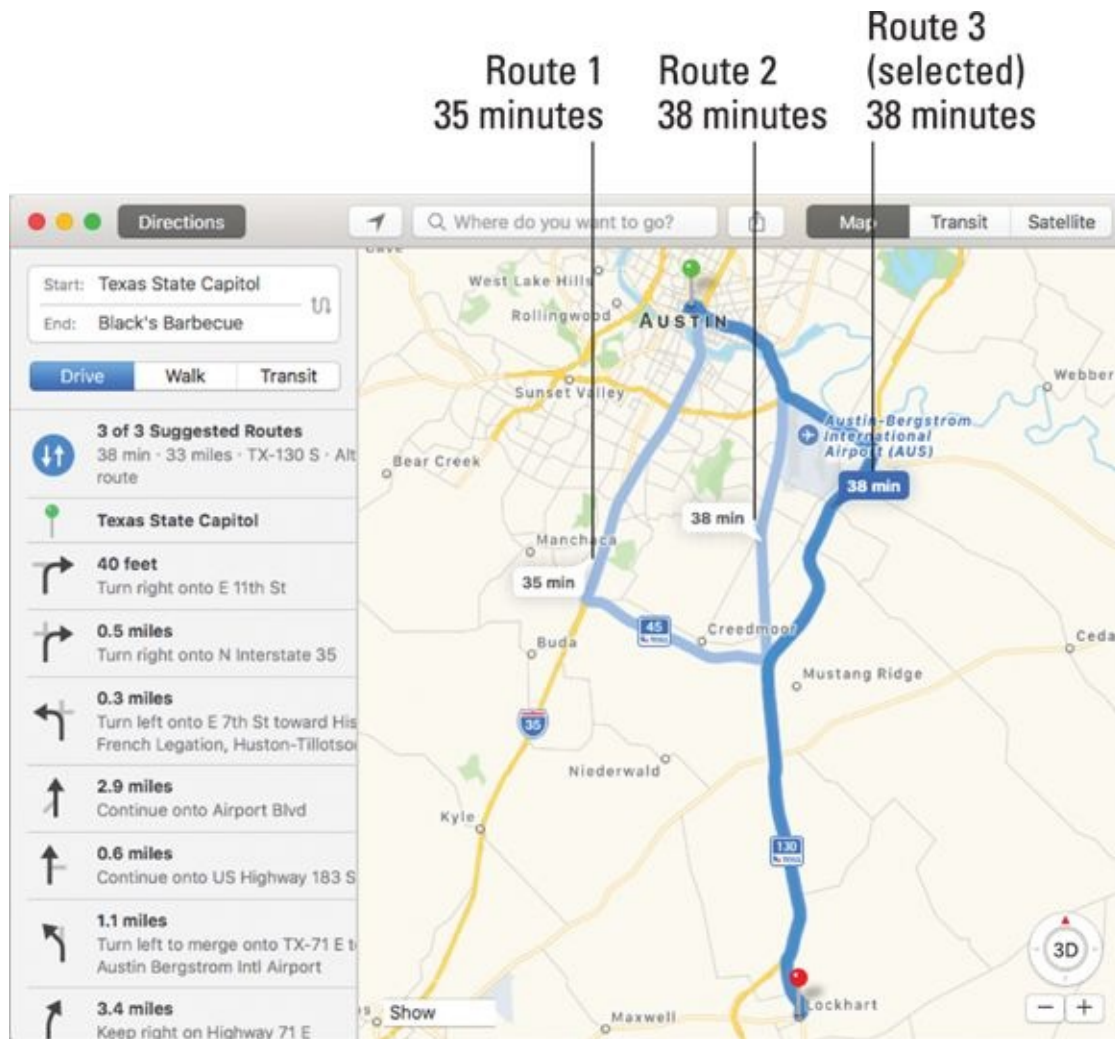 Route 1
35 minutes
Route 2
38 minutes
Route 3
(selected)
38 minutes
Directions
Where do you want to go?
Map
Transit
Satellite
Start: Texas State Capitol
End: Black's Barbecue
Drive
Walk
Transit
3 of 3 Suggested Routes
38 min · 33 miles · TX-130 S · Alt
route
Texas State Capitol
40 feet
Turn right onto E 11th St
0.5 miles
Turn right onto N Interstate 35
0.3 miles
Turn left onto E 7th St toward His
French Legation, Huston-Tillotso
2.9 miles
Continue onto Airport Blvd
0.6 miles
Continue onto US Highway 183 S
1.1 miles
Turn left to merge onto TX-71 E t
Austin Bergstrom Intl Airport
3.4 miles
Keep right on Highway 71 E
West Lake Hills
Rollingwood
AUSTIN
Sunset Valley
Webber
Austin-Bergstrom
International
Airport (AUS)
Bear Creek
38 min
38 min
Manchaca
35 min
45
Creedmoor
Buda
Ceda
Mustang Ridge
35
Niederwald
Kyle
130
3D
Show
Maxwell
Lockhart
− +